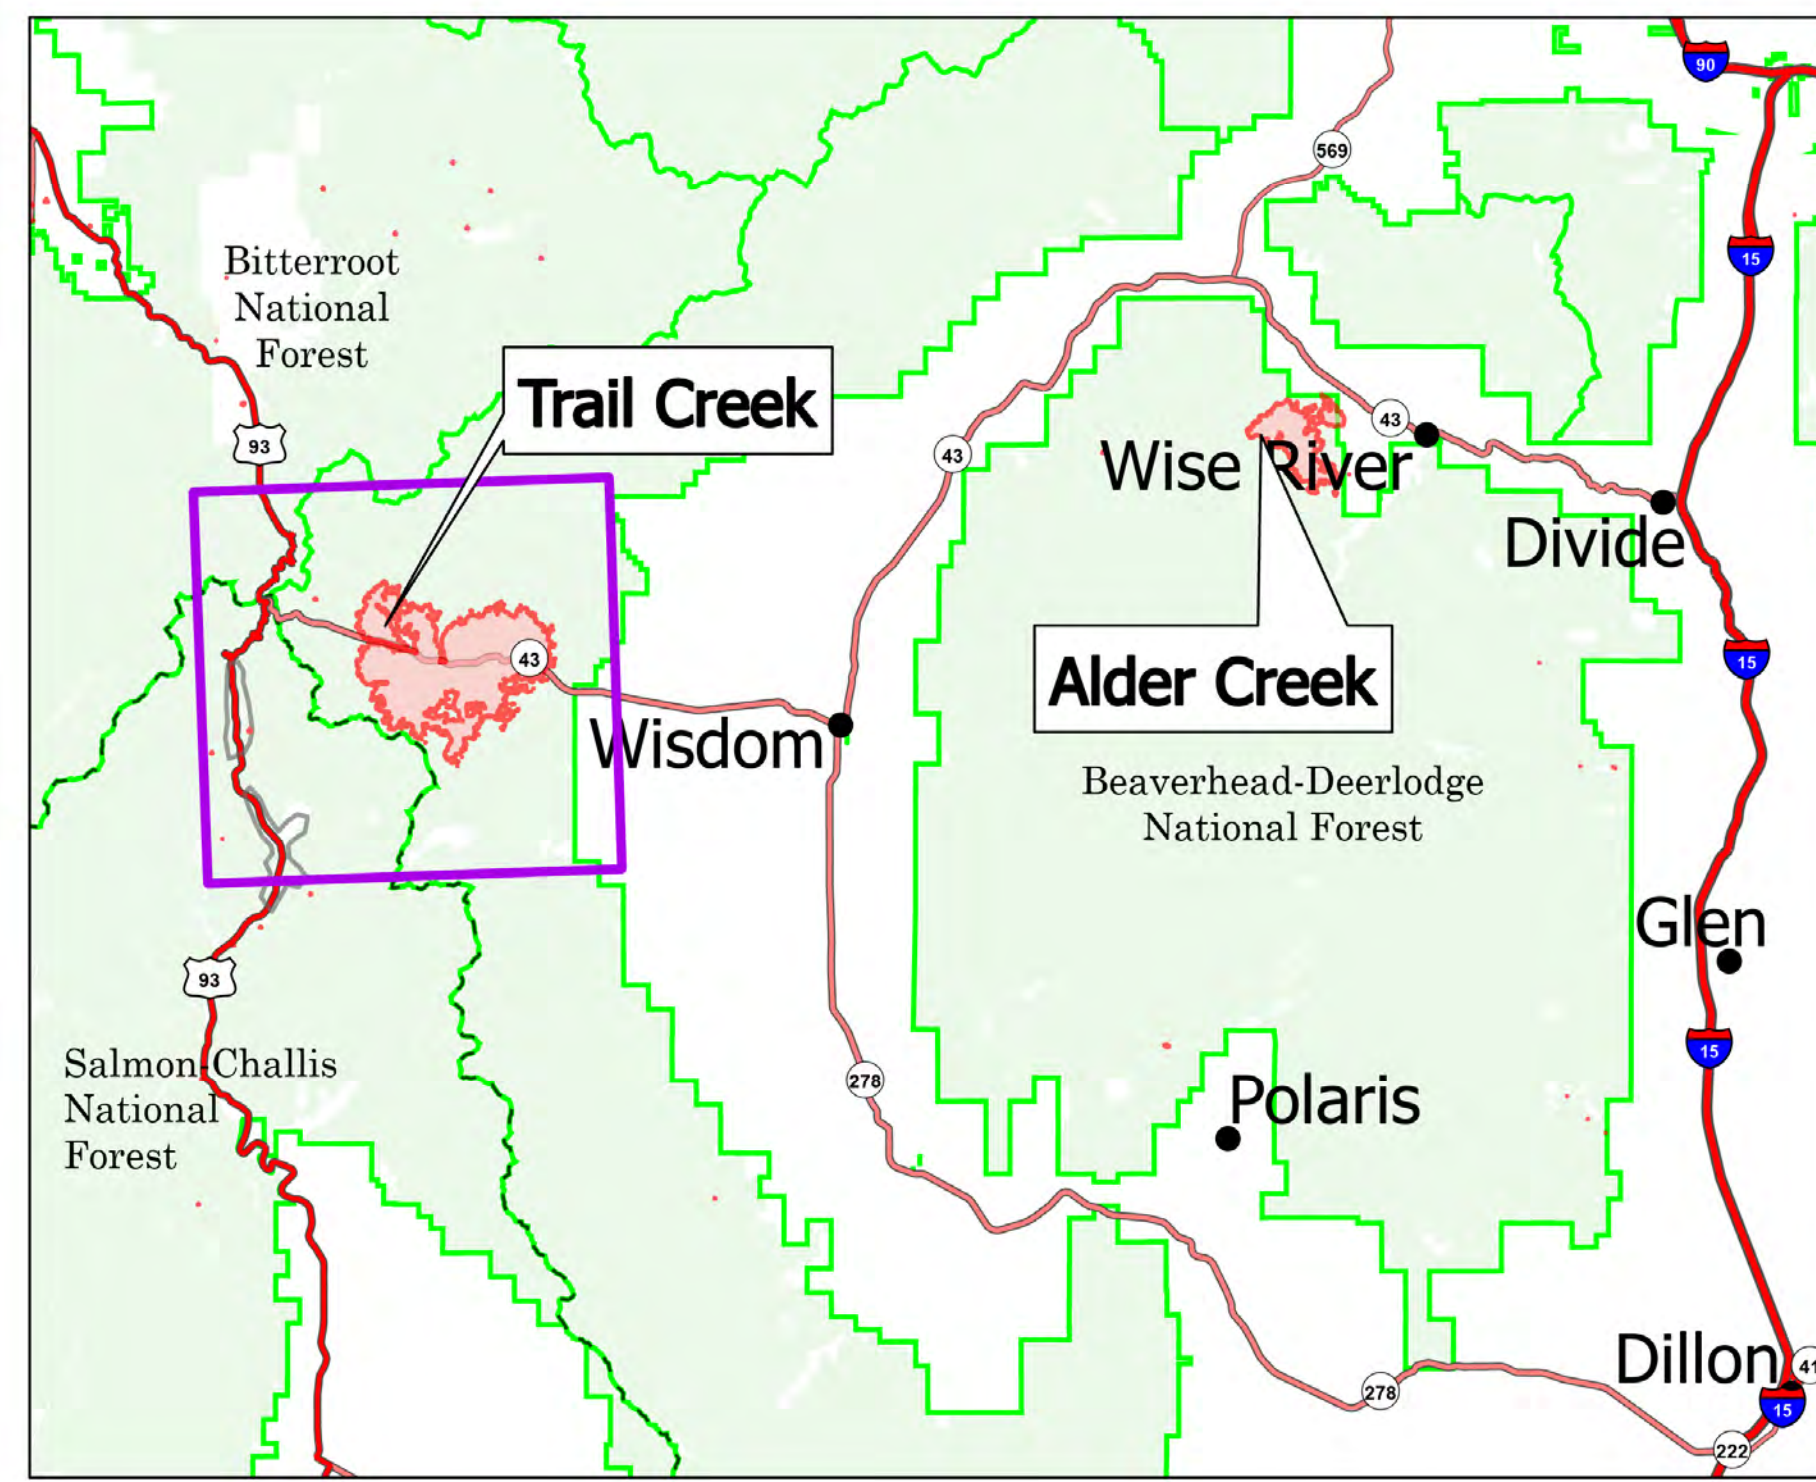 90
569
15
Bitterroot
National
Forest
Trail Creek
93
43
43
Wise River
Divide
43
15
Alder Creek
Wisdom
Beaverhead-Deerlodge
National Forest
Glen
93
15
Salmon-Challis
National
Forest
278
Polaris
Dillon
41
278
15
222